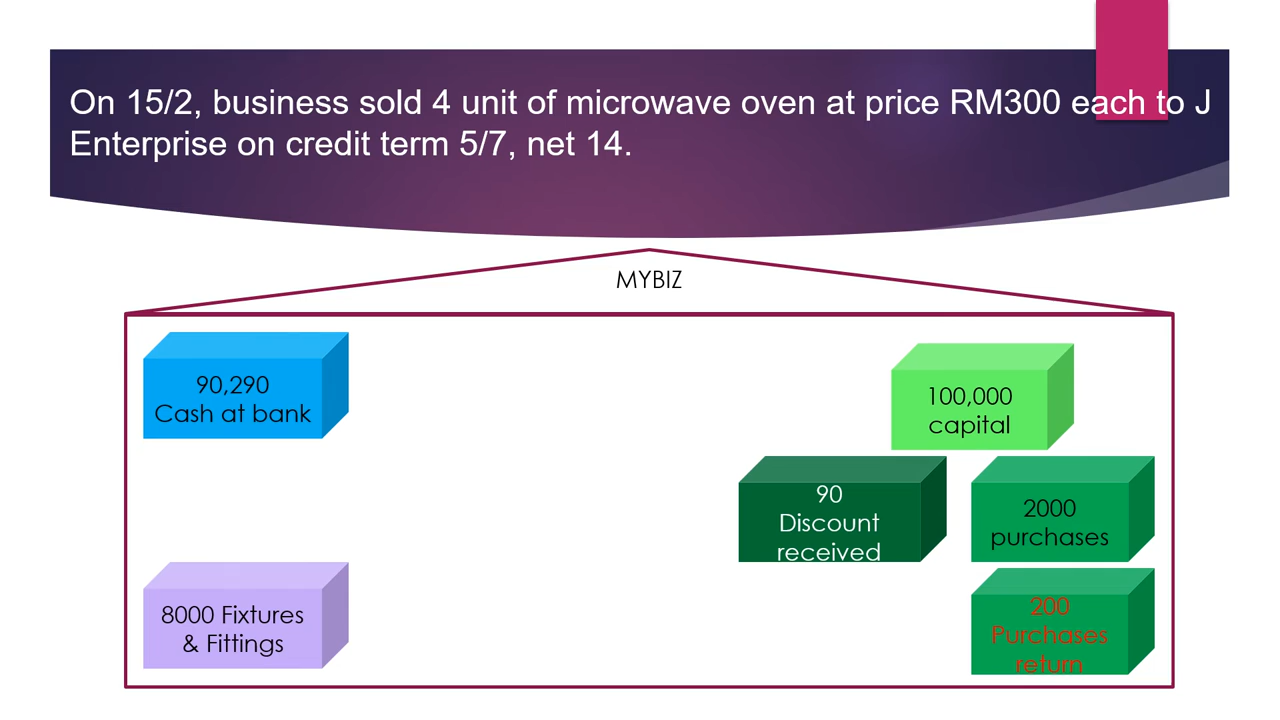 On 15/2, business sold 4 unit of microwave oven at price RM300 each to J
Enterprise on credit term 5/7, net 14.
MYBIZ
90,290
Cash at bank
100,000
capital
90
Discount
received
2000
purchases
8000 Fixtures
& Fittings
200
Purchases
return